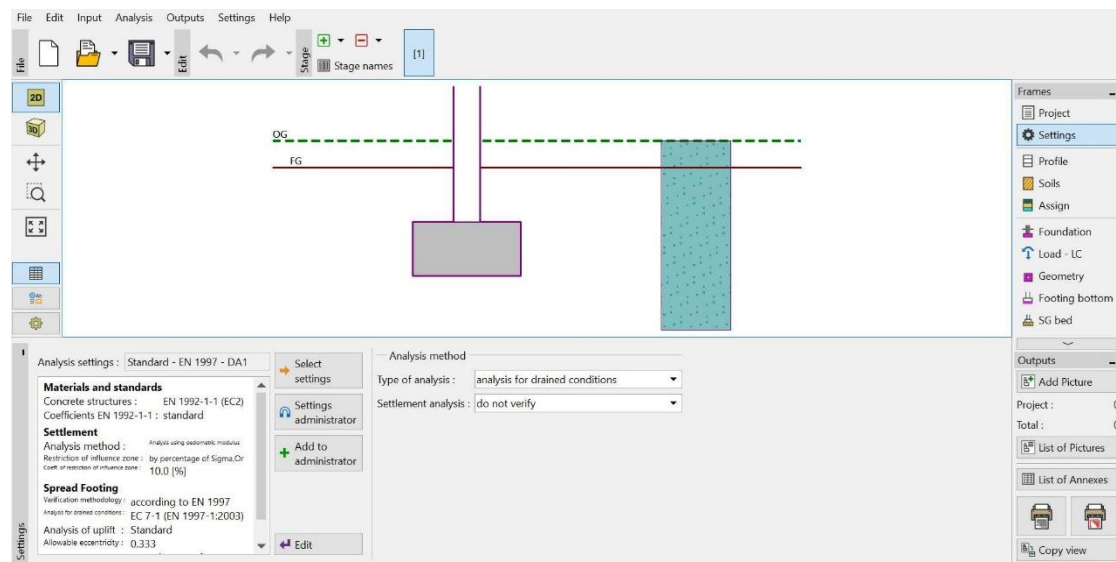 File Edit Input Analysis Outputs Settings Help
File
Edit
Stage
Stage names
[1]
2D
3D
OG
FG
Frames
Project
Settings
Profile
Soils
Assign
Foundation
Load - LC
Geometry
Footing bottom
SG bed
Outputs
Add Picture
Project :
Total :
List of Pictures
List of Annexes
Copy view
Settings
Analysis settings : Standard - EN 1997 - DA1
Materials and standards
Concrete structures : EN 1992-1-1 (EC2)
Coefficients EN 1992-1-1 : standard
Settlement
Analysis method : Analysis using oedometric modulus
Restriction of influence zone : by percentage of Sigma,Or
Coeff. of restriction of influence zone : 10.0 [%]
Spread Footing
Verification methodology : according to EN 1997
Analysis for drained conditions : EC 7-1 (EN 1997-1:2003)
Analysis of uplift : Standard
Allowable eccentricity : 0.333
Select
settings
Settings
administrator
Add to
administrator
Edit
Analysis method
Type of analysis : analysis for drained conditions
Settlement analysis : do not verify